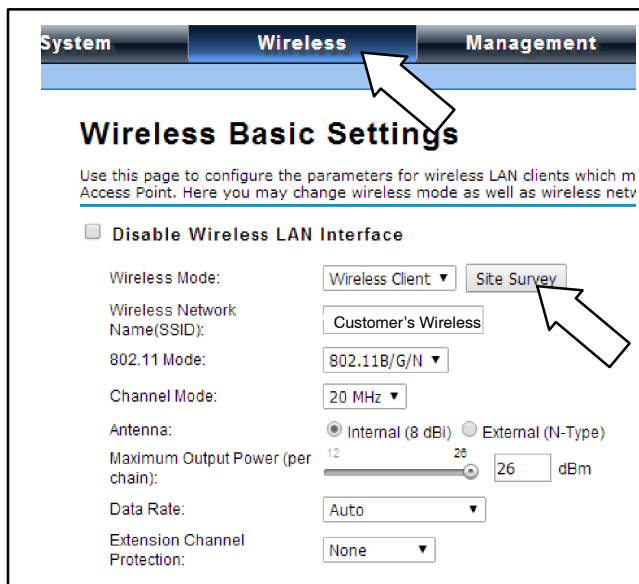 System Wireless Management
Wireless Basic Settings
Use this page to configure the parameters for wireless LAN clients which m
Access Point. Here you may change wireless mode as well as wireless netw
Disable Wireless LAN Interface
Wireless Mode: Wireless Client Site Survey
Wireless Network
Name(SSID): Customer's Wireless
802.11 Mode: 802.11B/G/N
Channel Mode: 20 MHz
Antenna: Internal (8 dBi) External (N-Type)
Maximum Output Power (per
chain): 12 26 26 dBm
Data Rate: Auto
Extension Channel
Protection: None